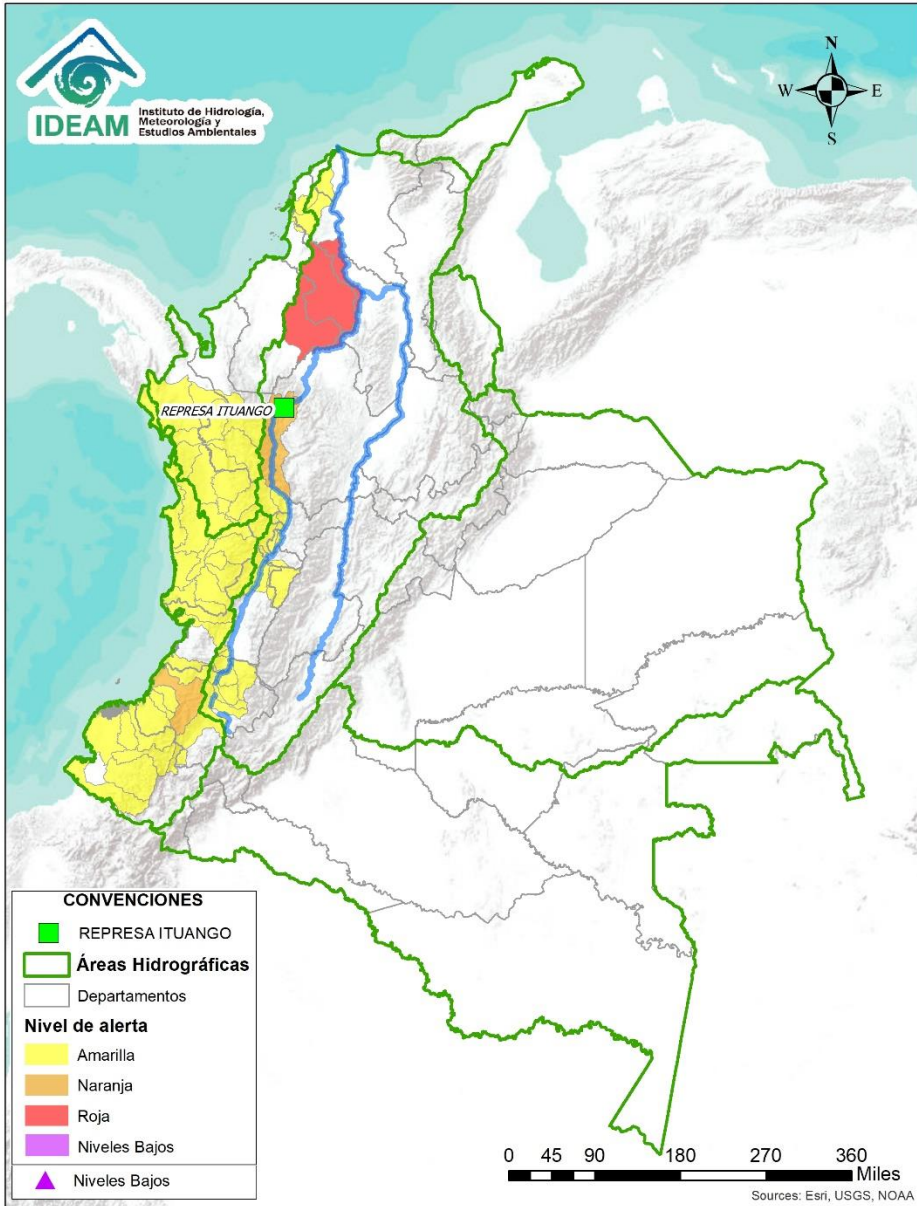 IDEAM
Instituto de Hidrología,
Meteorología y
Estudios Ambientales
N
W
E
S
REPRESA ITUANGO
CONVENCIONES
REPRESA ITUANGO
Áreas Hidrográficas
Departamentos
Nivel de alerta
Amarilla
Naranja
Roja
Niveles Bajos
Niveles Bajos
0 45 90 180 270 360
Miles
Sources: Esri, USGS, NOAA